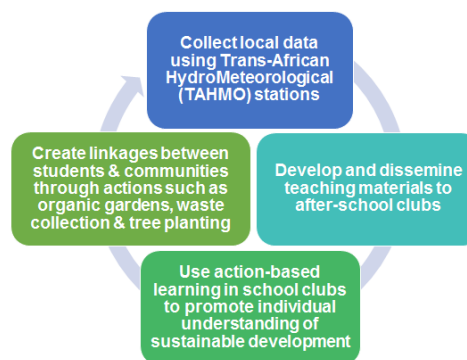 Collect local data
using Trans-African
HydroMeteorological
(TAHMO) stations
Develop and dissemine
teaching materials to
after-school clubs
Use action-based
learning in school clubs
to promote individual
understanding of
sustainable development
Create linkages between
students & communities
through actions such as
organic gardens, waste
collection & tree planting